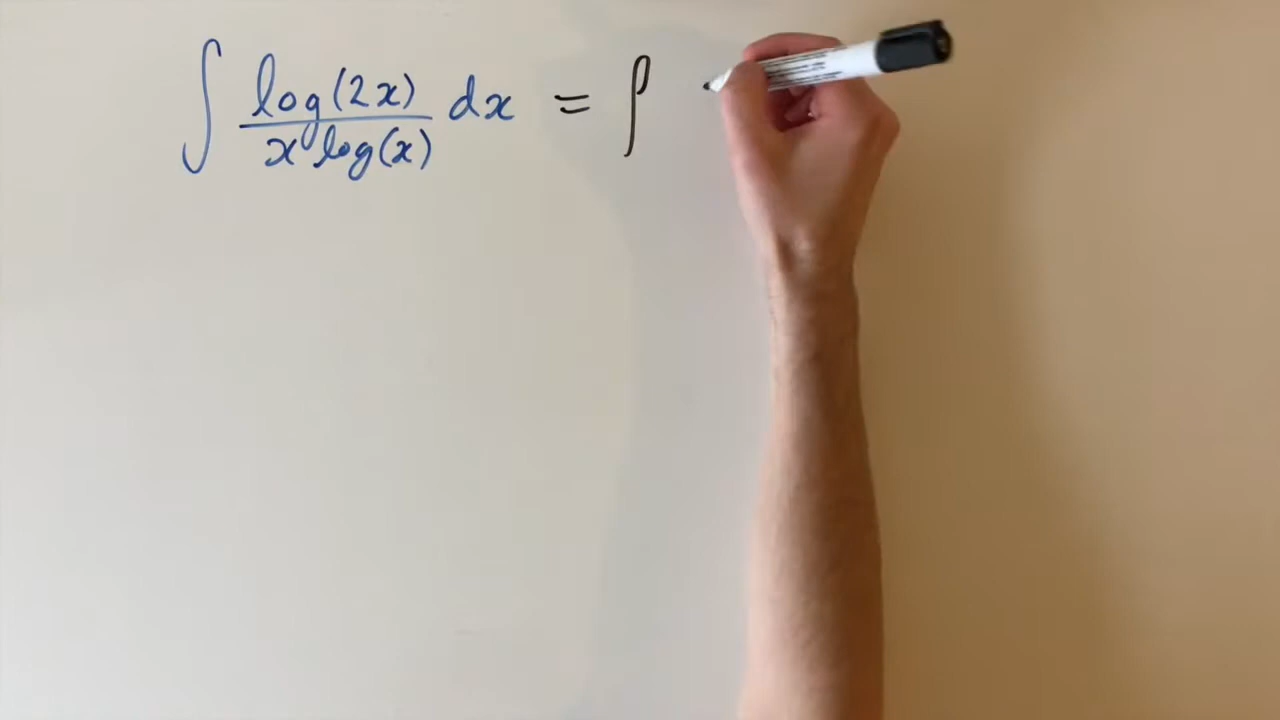 ∫ log(2x) / x log(x) dx = ∫